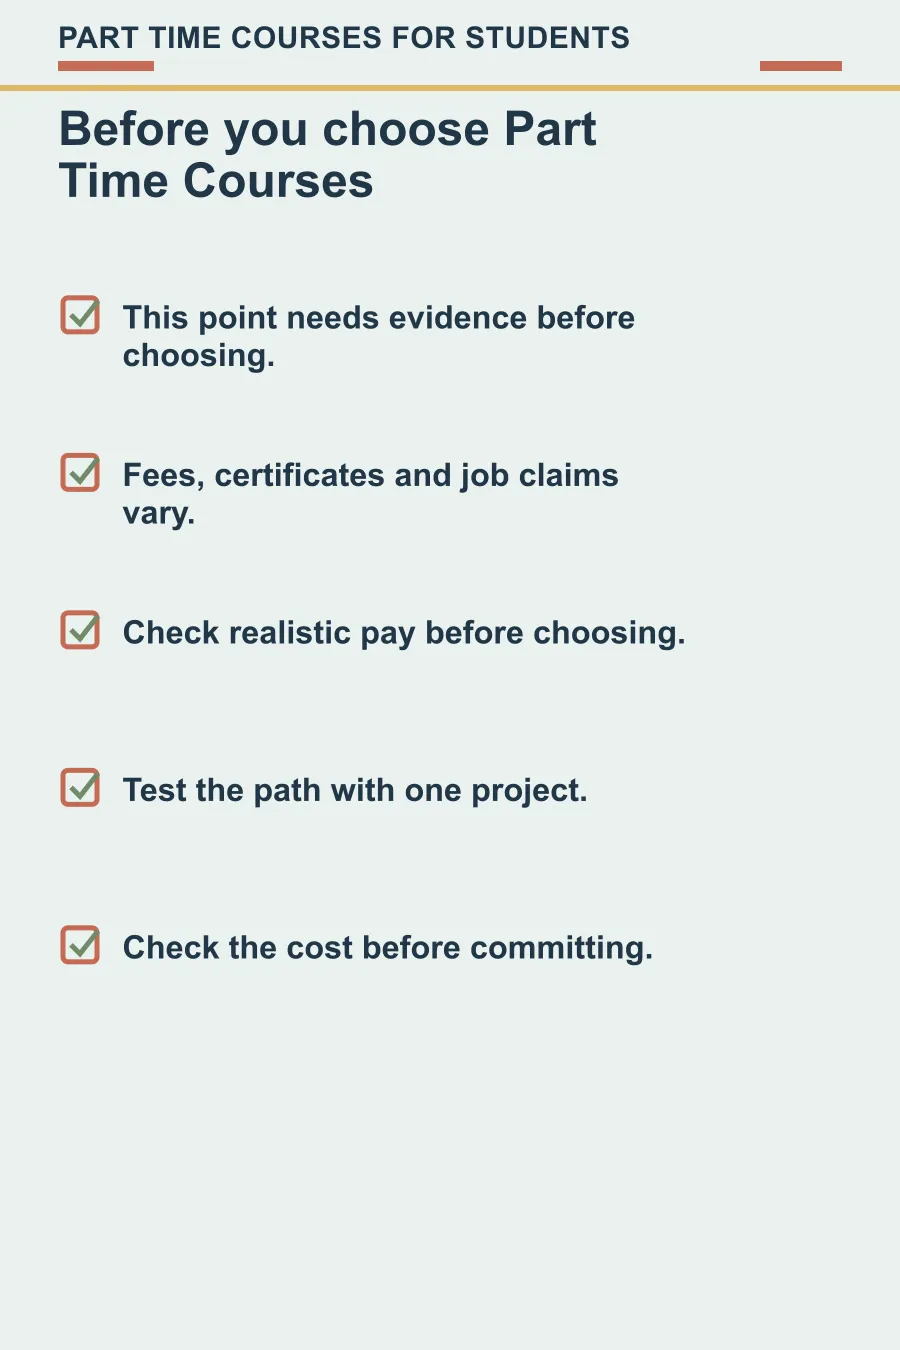 PART TIME COURSES FOR STUDENTS
Before you choose Part
Time Courses
This point needs evidence before
choosing.
Fees, certificates and job claims
vary.
Check realistic pay before choosing.
Test the path with one project.
Check the cost before committing.